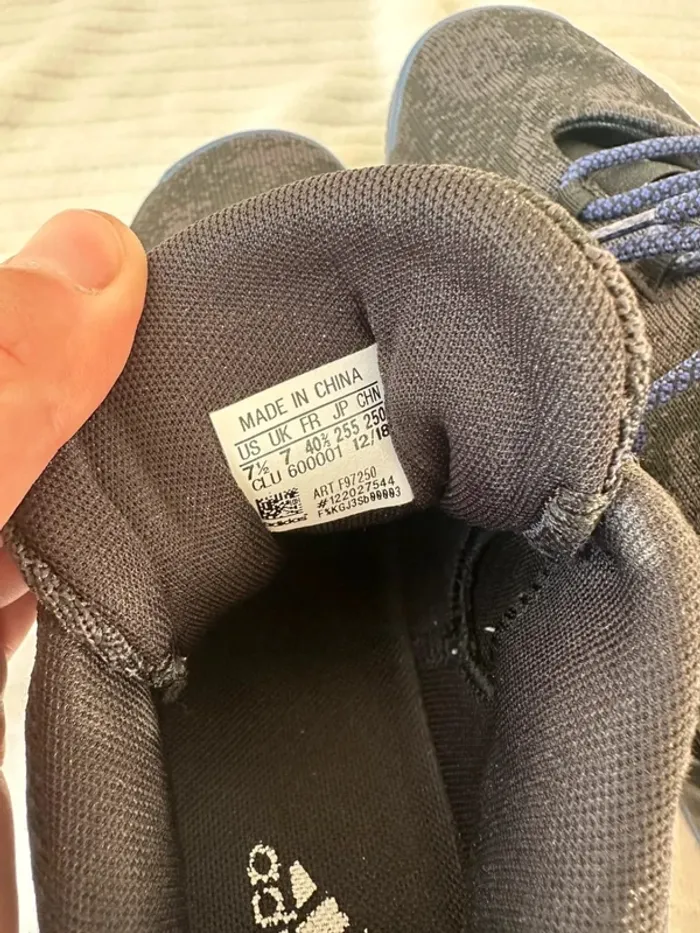 MADE IN CHINA
US UK FR JP CHN
7½ 7 40⅔ 255 250
CLU 600001 12/18
ART F97250
#122027544
F%KGJ3Sb00003
adidas